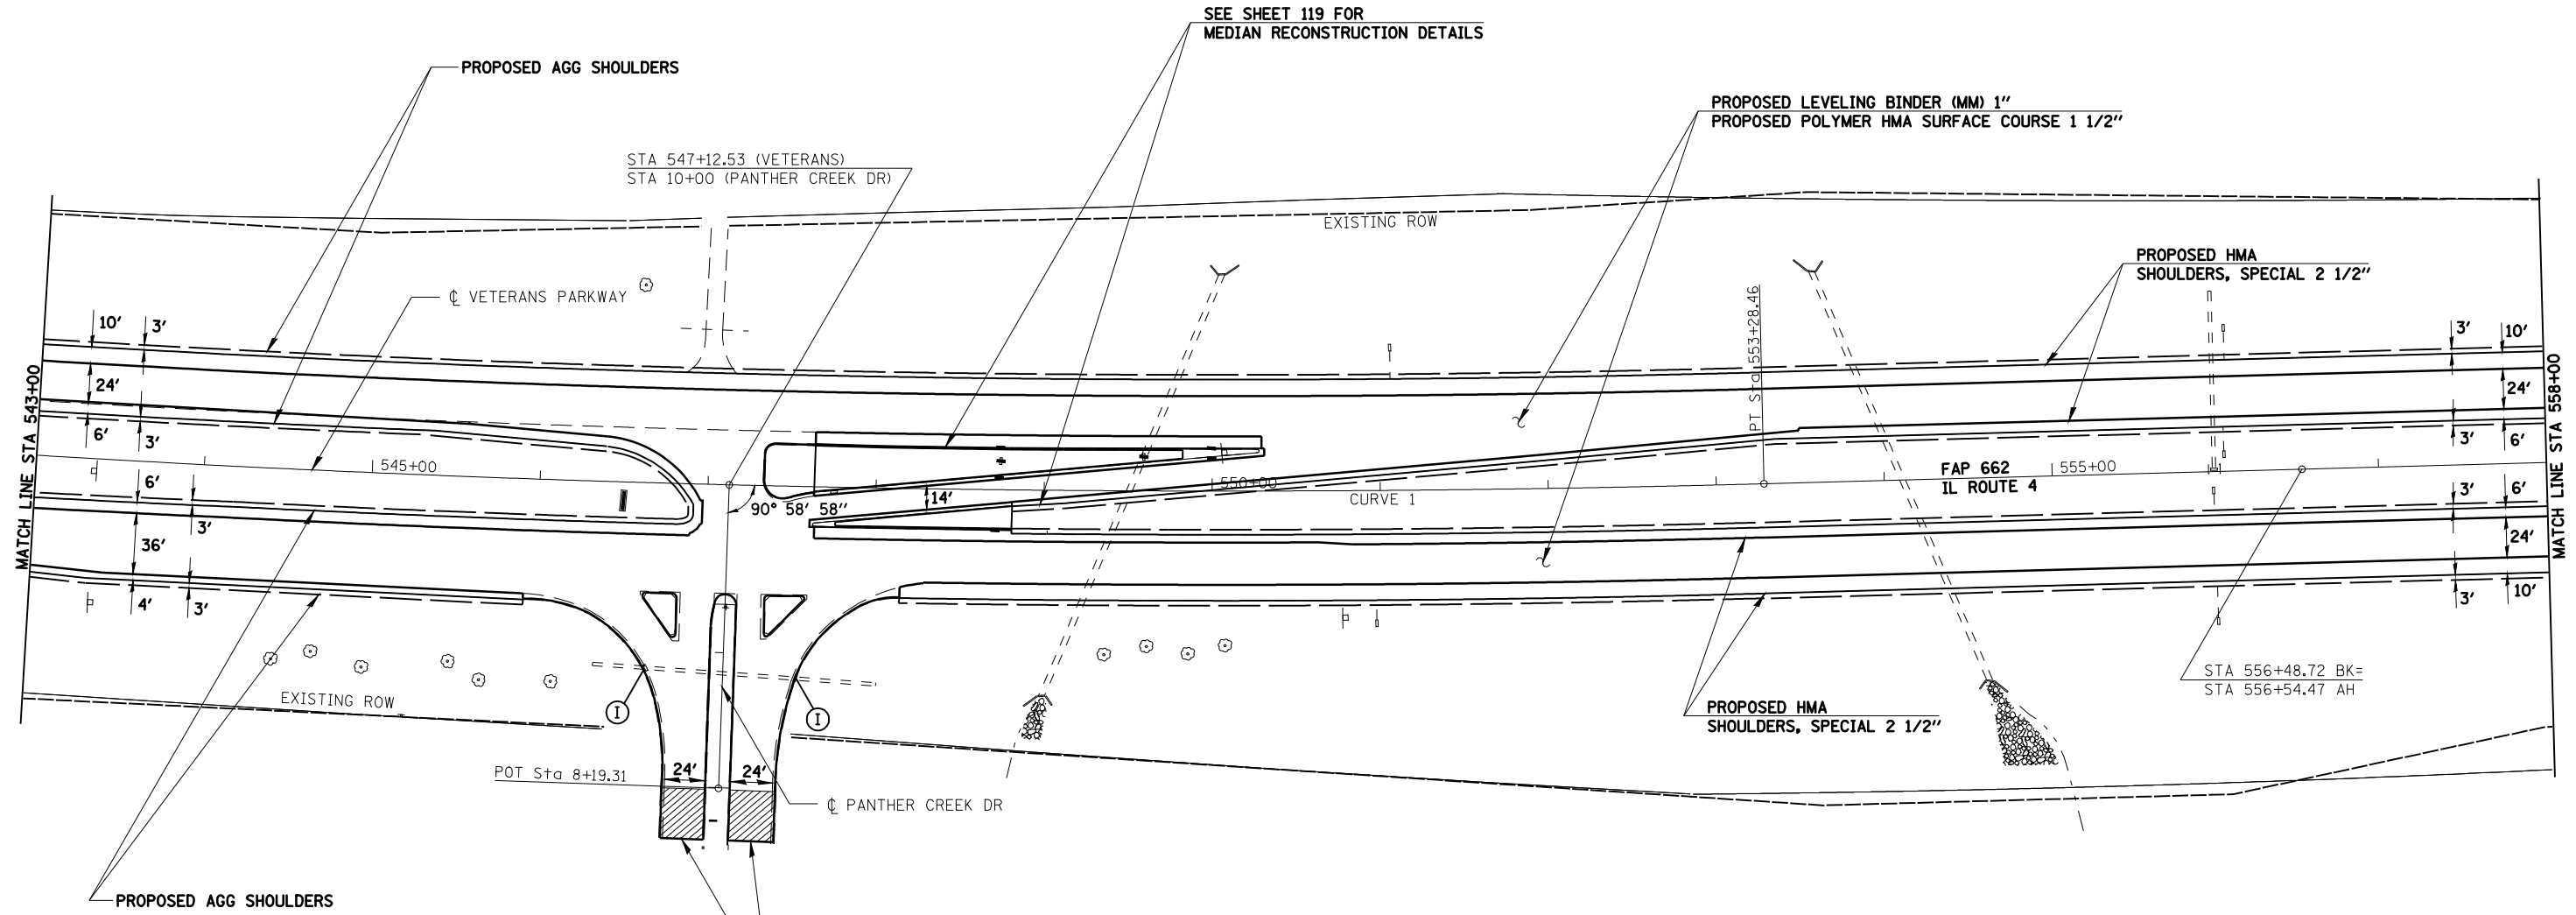 SEE SHEET 119 FOR
MEDIAN RECONSTRUCTION DETAILS
PROPOSED AGG SHOULDERS
PROPOSED LEVELING BINDER (MM) 1"
PROPOSED POLYMER HMA SURFACE COURSE 1 1/2"
STA 547+12.53 (VETERANS)
STA 10+00 (PANTHER CREEK DR)
EXISTING ROW
PROPOSED HMA
SHOULDERS, SPECIAL 2 1/2"
℄ VETERANS PARKWAY
PT Sta 553+28.46
10'
3'
3'
10'
MATCH LINE STA 543+00
24'
24'
MATCH LINE STA 558+00
6'
3'
3'
6'
545+00
550+00
555+00
FAP 662
IL ROUTE 4
CURVE 1
6'
14'
90° 58' 58"
3'
6'
3'
36'
24'
4'
3'
3'
10'
EXISTING ROW
I
I
STA 556+48.72 BK=
STA 556+54.47 AH
PROPOSED HMA
SHOULDERS, SPECIAL 2 1/2"
POT Sta 8+19.31
24'
24'
℄ PANTHER CREEK DR
PROPOSED AGG SHOULDERS